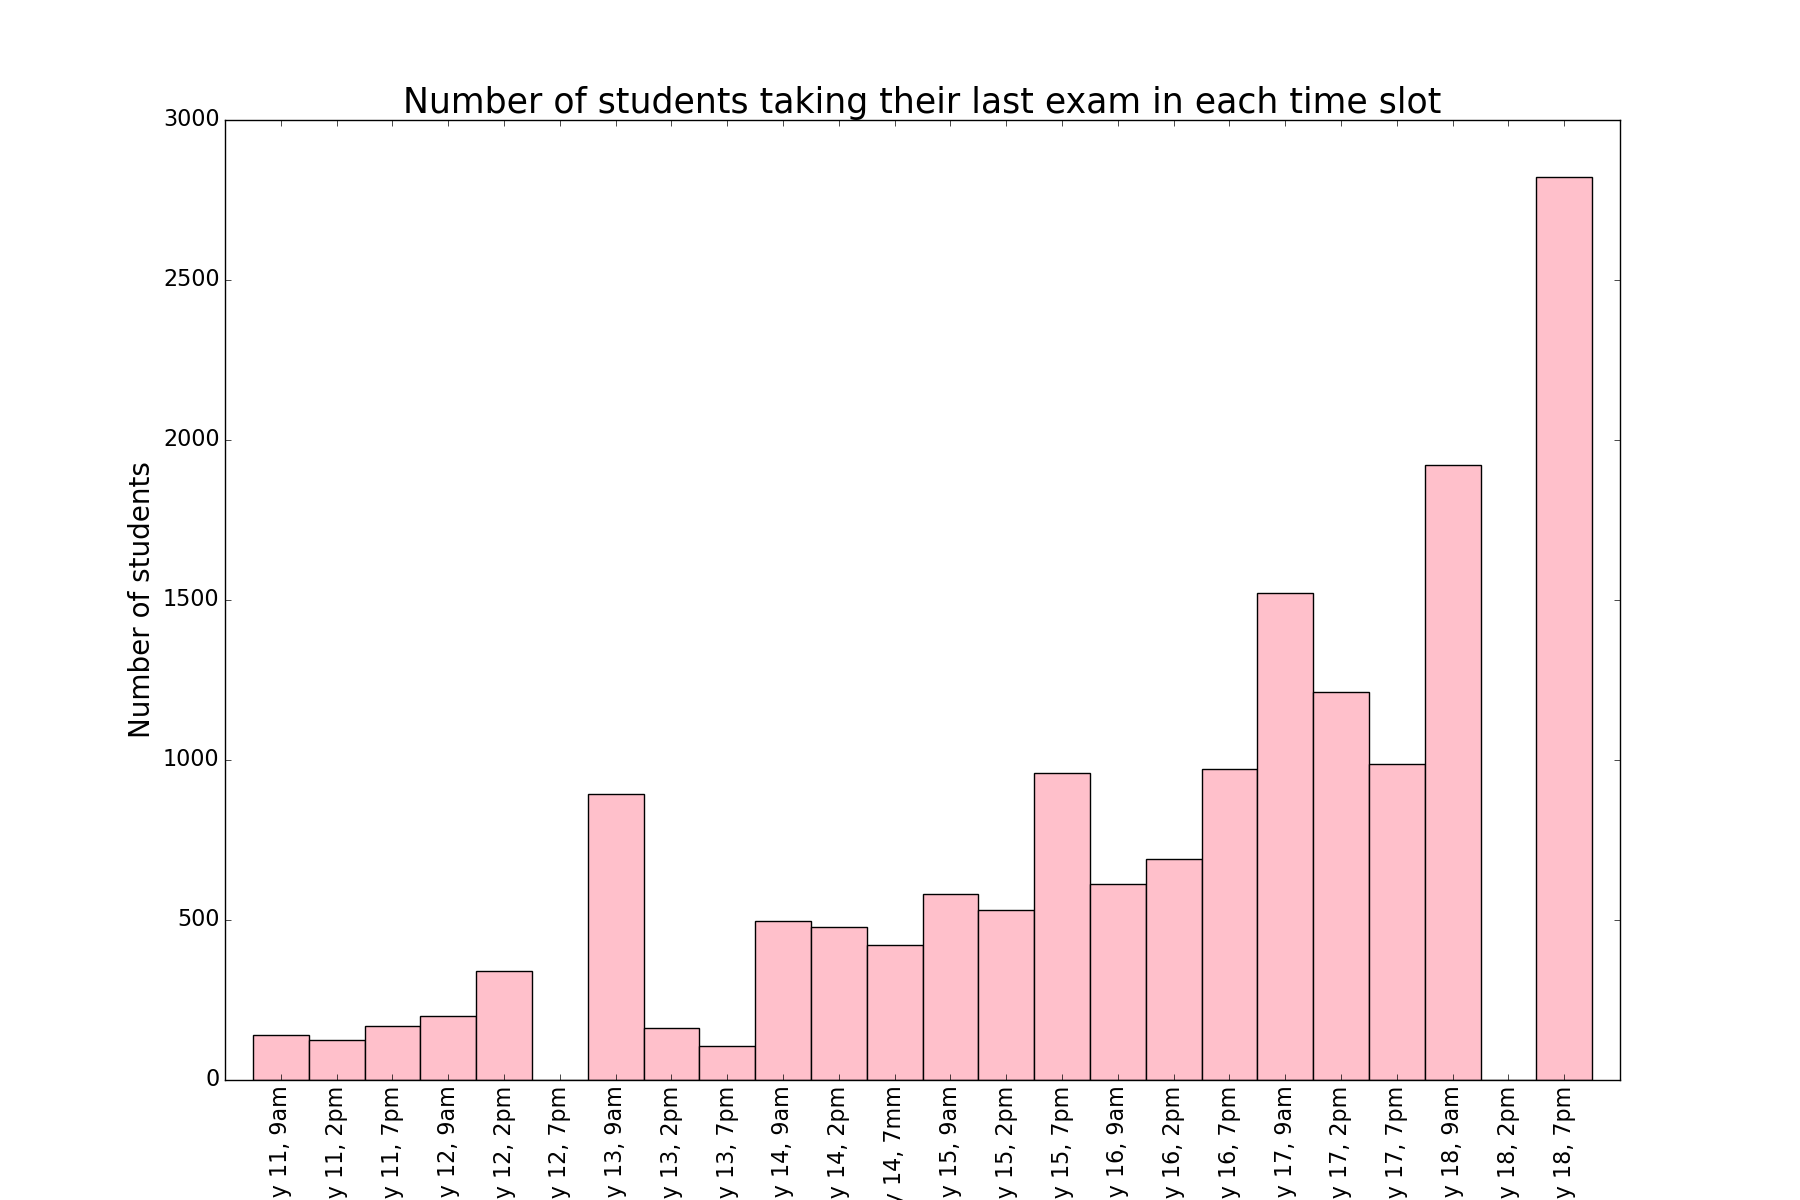 Number of students taking their last exam in each time slot
Number of students
3000
2500
2000
1500
1000
500
0
y 11, 9am
y 11, 2pm
y 11, 7pm
y 12, 9am
y 12, 2pm
y 12, 7pm
y 13, 9am
y 13, 2pm
y 13, 7pm
y 14, 9am
y 14, 2pm
y 14, 7mm
y 15, 9am
y 15, 2pm
y 15, 7pm
y 16, 9am
y 16, 2pm
y 16, 7pm
y 17, 9am
y 17, 2pm
y 17, 7pm
y 18, 9am
y 18, 2pm
y 18, 7pm